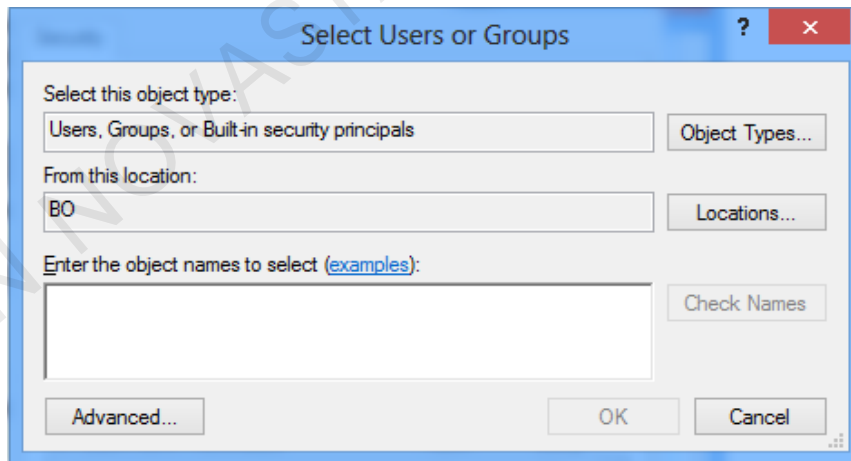 Select Users or Groups
?
Select this object type:
Users, Groups, or Built-in security principals
Object Types...
From this location:
BO
Locations...
Enter the object names to select (examples):
Check Names
Advanced...
OK
Cancel